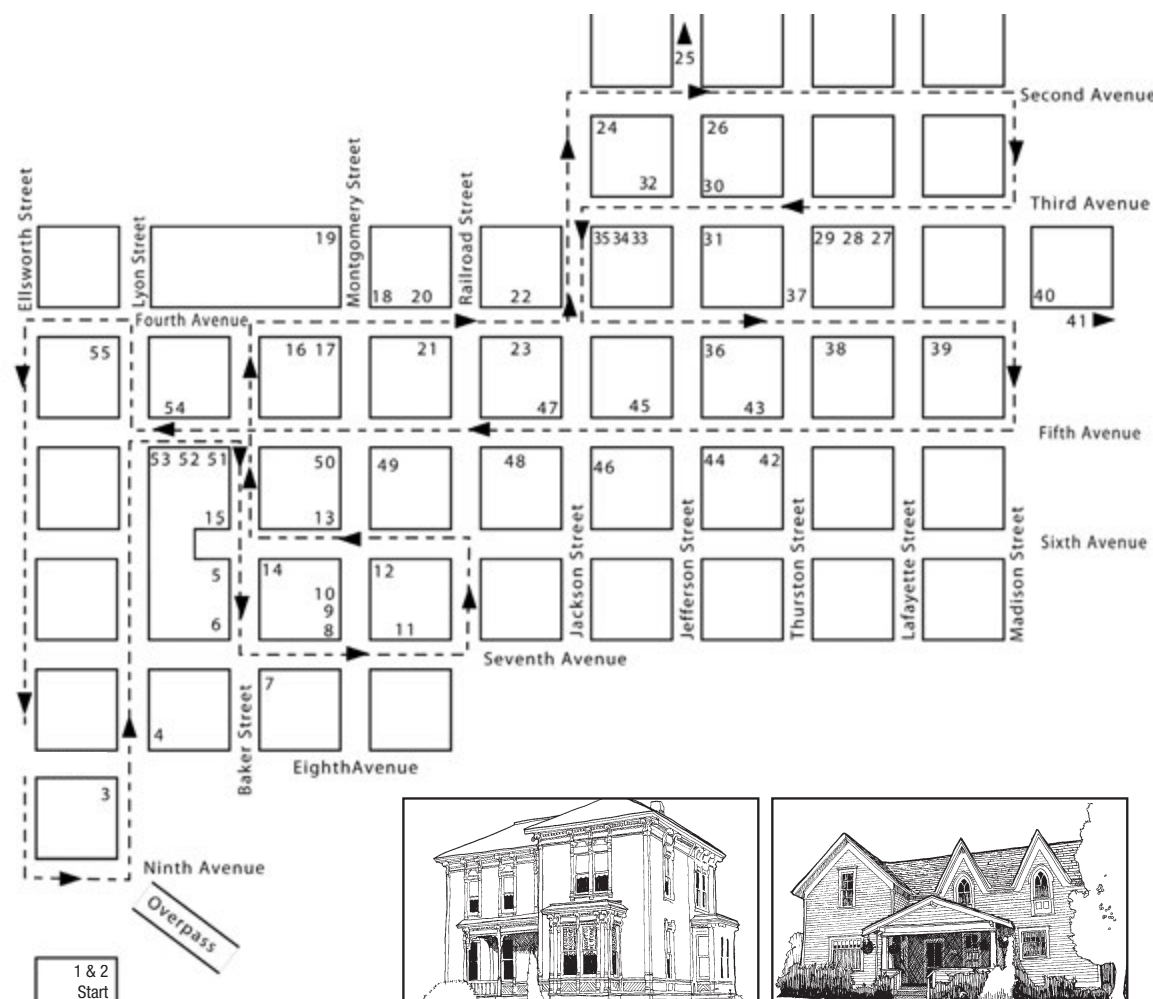 25
Second Avenue
24
26
32
30
Third Avenue
Ellsworth Street
Lyon Street
Montgomery Street
Railroad Street
19
35 34 33
31
29 28 27
18 20
22
37
40
Fourth Avenue
41
55
16 17
21
23
36
38
39
54
47
45
43
Fifth Avenue
53 52 51
50
49
48
46
44 42
15
13
Jackson Street
Jefferson Street
Thurston Street
Lafayette Street
Madison Street
Sixth Avenue
5
14
12
10
9
6
8
11
Seventh Avenue
7
4
Baker Street
EighthAvenue
3
Ninth Avenue
Overpass
1 & 2
Start